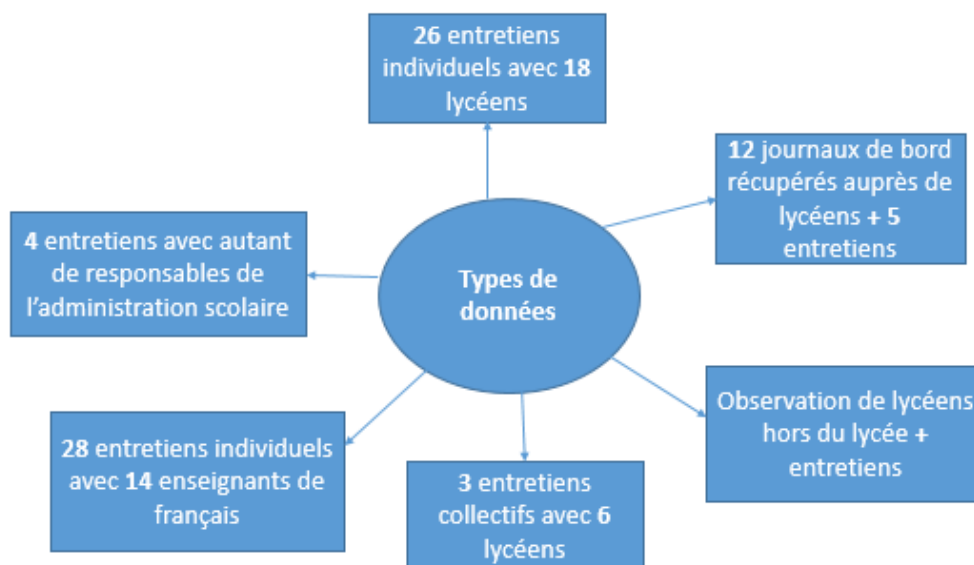 26 entretiens
individuels avec 18
lycéens
12 journaux de bord
récupérés auprès de
lycéens + 5
entretiens
4 entretiens avec autant
de responsables de
l'administration scolaire
Types de
données
Observation de lycéens
hors du lycée +
entretiens
28 entretiens individuels
avec 14 enseignants de
français
3 entretiens
collectifs avec 6
lycéens